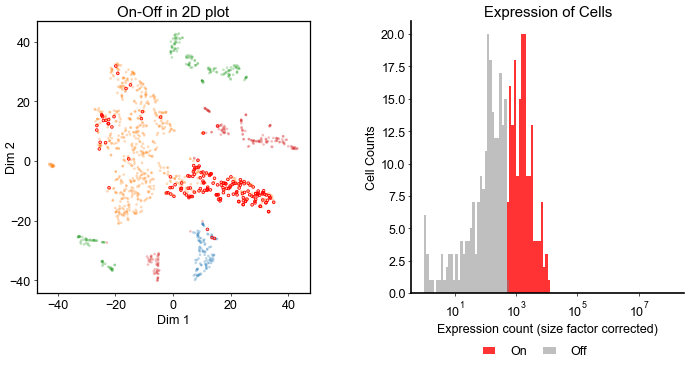 On-Off in 2D plot
40
20
0
−20
−40
Dim 2
−40
−20
0
20
40
Dim 1
Expression of Cells
20.0
17.5
15.0
12.5
10.0
7.5
5.0
2.5
0.0
Cell Counts
10^1
10^3
10^5
10^7
Expression count (size factor corrected)
On
Off